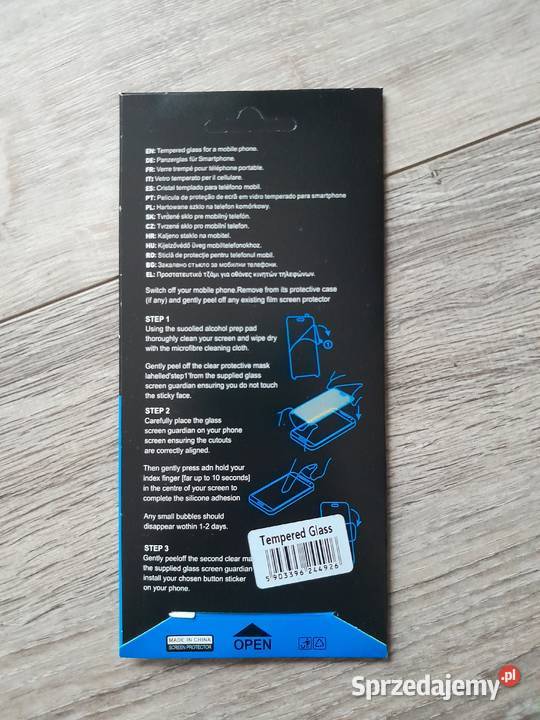 EN: Tempered glass for a mobile phone.
DE: Panzerglas für Smartphone.
FR: Verre trempé pour téléphone portable.
IT: Vetro temperato per il cellulare.
ES: Cristal templado para teléfono mobil.
PT: Película de proteção de ecrã em vidro temperado para smartphone
PL: Hartowane szkło na telefon komórkowy.
SK: Tvrzené sklo pre mobilný telefón.
CZ: Tvrzené sklo pro mobilní telefon.
HR: Kaljeno staklo na mobitel.
HU: Kijelzővédő üveg mobiltelefonokhoz.
RO: Sticlă de protecție pentru telefonul mobil.
BG: Закалено стъкло за мобилни телефони.
EL: Προστατευτικό τζάμι για οθόνες κινητών τηλεφώνων.
Switch off your mobile phone.Remove from its protective case
(if any) and gently peel off any existing film screen protector
STEP 1
Using the suoolied alcohol prep pad
thoroughly clean your screen and wipe dry
with the microfibre cleaning cloth.
Gently peel off the clear protective mask
labelled'step1'from the supplied glass
screen guardian ensuring you do not touch
the sticky face.
STEP 2
Carefully place the glass
screen guardian on your phone
screen ensuring the cutouts
are correctly aligned.
Then gently press adn hold your
index finger [far up to 10 seconds]
in the centre of your screen to
complete the silicone adhesion
Any small bubbles should
disappear wothin 1-2 days.
STEP 3
Gently peeloff the second clear ma
the supplied glass screen guardian
install your chosen button sticker
on your phone.
Tempered Glass
5 903396 244926
MADE IN CHINA
SCREEN PROTECTOR
OPEN
Sprzedajemy.pl